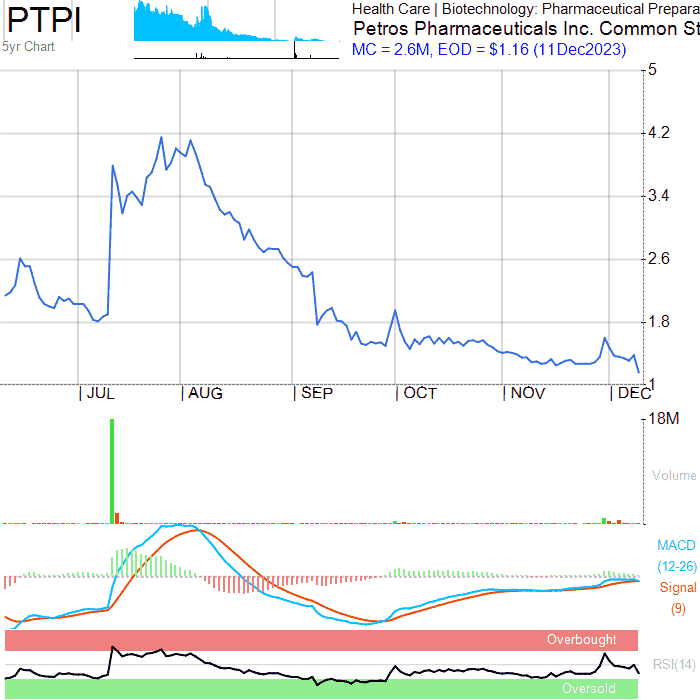 PTPI
5yr Chart
Health Care | Biotechnology: Pharmaceutical Prepara
Petros Pharmaceuticals Inc. Common St
MC = 2.6M, EOD = $1.16 (11Dec2023)
5
4.2
3.4
2.6
1.8
1
| JUL | AUG | SEP | OCT | NOV | DEC
18M
Volume
MACD
(12-26)
Signal
(9)
Overbought
RSI(14)
Oversold